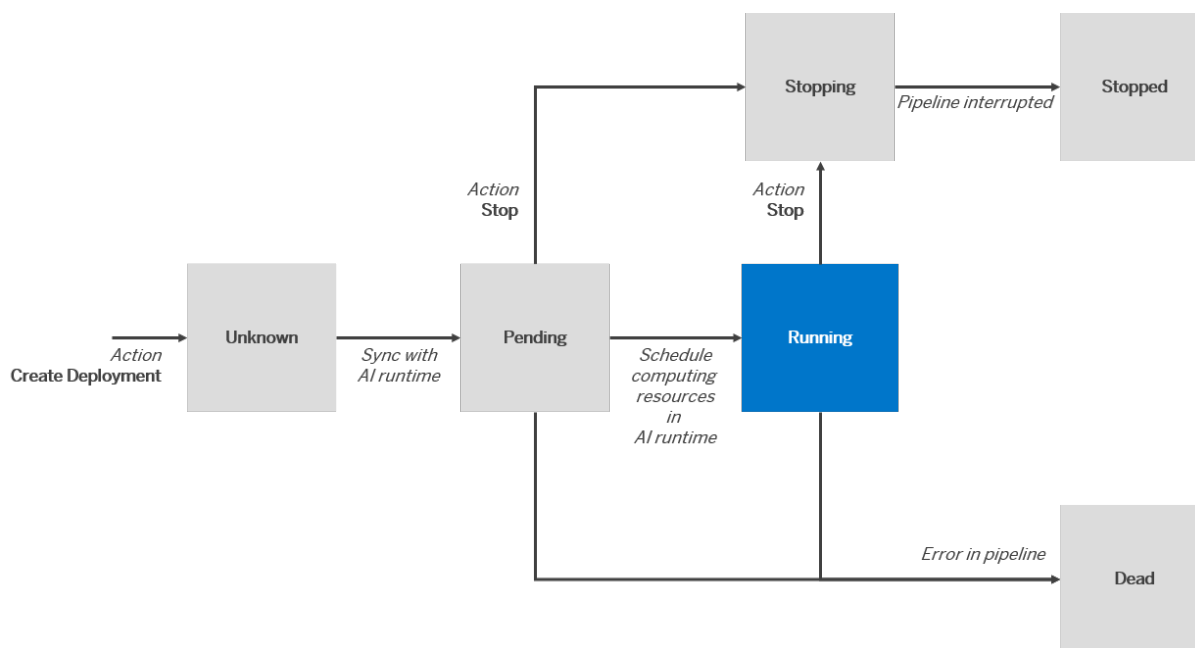 Stopping
Pipeline interrupted
Stopped
Action
Stop
Action
Stop
Action
Create Deployment
Unknown
Sync with
AI runtime
Pending
Schedule
computing
resources
in
AI runtime
Running
Error in pipeline
Dead